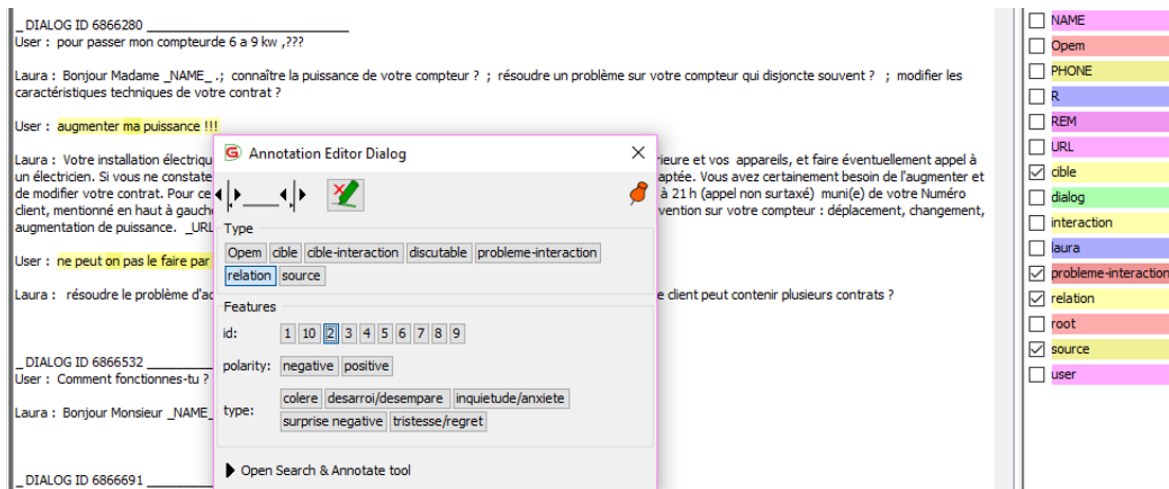 _ DIALOG ID 6866280 ___________________________
User : pour passer mon compteurde 6 a 9 kw ,???
Laura : Bonjour Madame _NAME_ .; connaître la puissance de votre compteur ? ; résoudre un problème sur votre compteur qui disjoncte souvent ? ; modifier les
caractéristiques techniques de votre contrat ?
User : augmenter ma puissance !!!
Laura : Votre installation électriqu
rieure et vos appareils, et faire éventuellement appel à
un électricien. Si vous ne constate
aptée. Vous avez certainement besoin de l'augmenter et
de modifier votre contrat. Pour ce
à 21 h (appel non surtaxé) muni(e) de votre Numéro
client, mentionné en haut à gauch
vention sur votre compteur : déplacement, changement,
augmentation de puissance. _URL
User : ne peut on pas le faire par
Laura : résoudre le problème d'ac
e client peut contenir plusieurs contrats ?
_ DIALOG ID 6866532 _______
User : Comment fonctionnes-tu ?
Laura : Bonjour Monsieur _NAME_
_ DIALOG ID 6866691 _______
Annotation Editor Dialog
Type
Opem cible cible-interaction discutable probleme-interaction
relation source
Features
id: 1 10 2 3 4 5 6 7 8 9
polarity: negative positive
type: colere desarroi/desempare inquietude/anxiete
surprise negative tristesse/regret
Open Search & Annotate tool
NAME
Opem
PHONE
R
REM
URL
cible
dialog
interaction
laura
probleme-interaction
relation
root
source
user